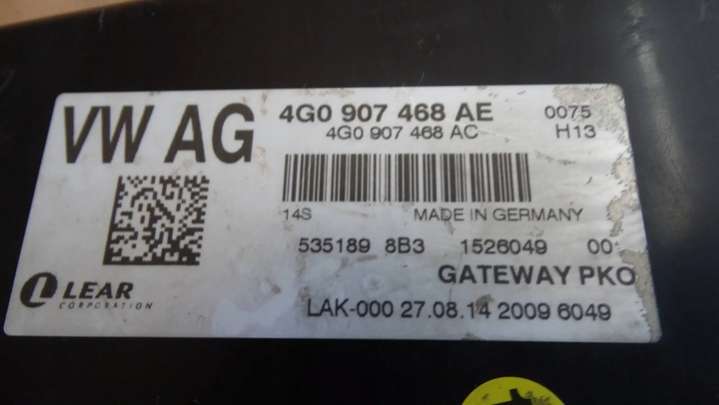 VW AG
4G0 907 468 AE 0075
4G0 907 468 AC H13
14S MADE IN GERMANY
535189 8B3 1526049 00
GATEWAY PKO
LEAR
CORPORATION
LAK-000 27.08.14 2009 6049